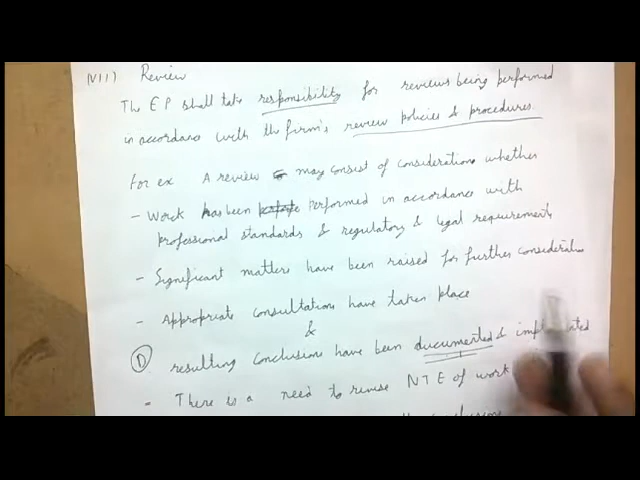 VII) Review
The EP shall take responsibility for reviews being performed
in accordance with the firm's review policies & procedures.
For ex A review may consist of consideration whether
- Work has been performed in accordance with
professional standards & regulatory & legal requirements
- Significant matters have been raised for further consideration
- Appropriate consultations have taken place
&
(D) resulting conclusions have been documented & implemented
- There is a need to revise NTE of work
conclusions